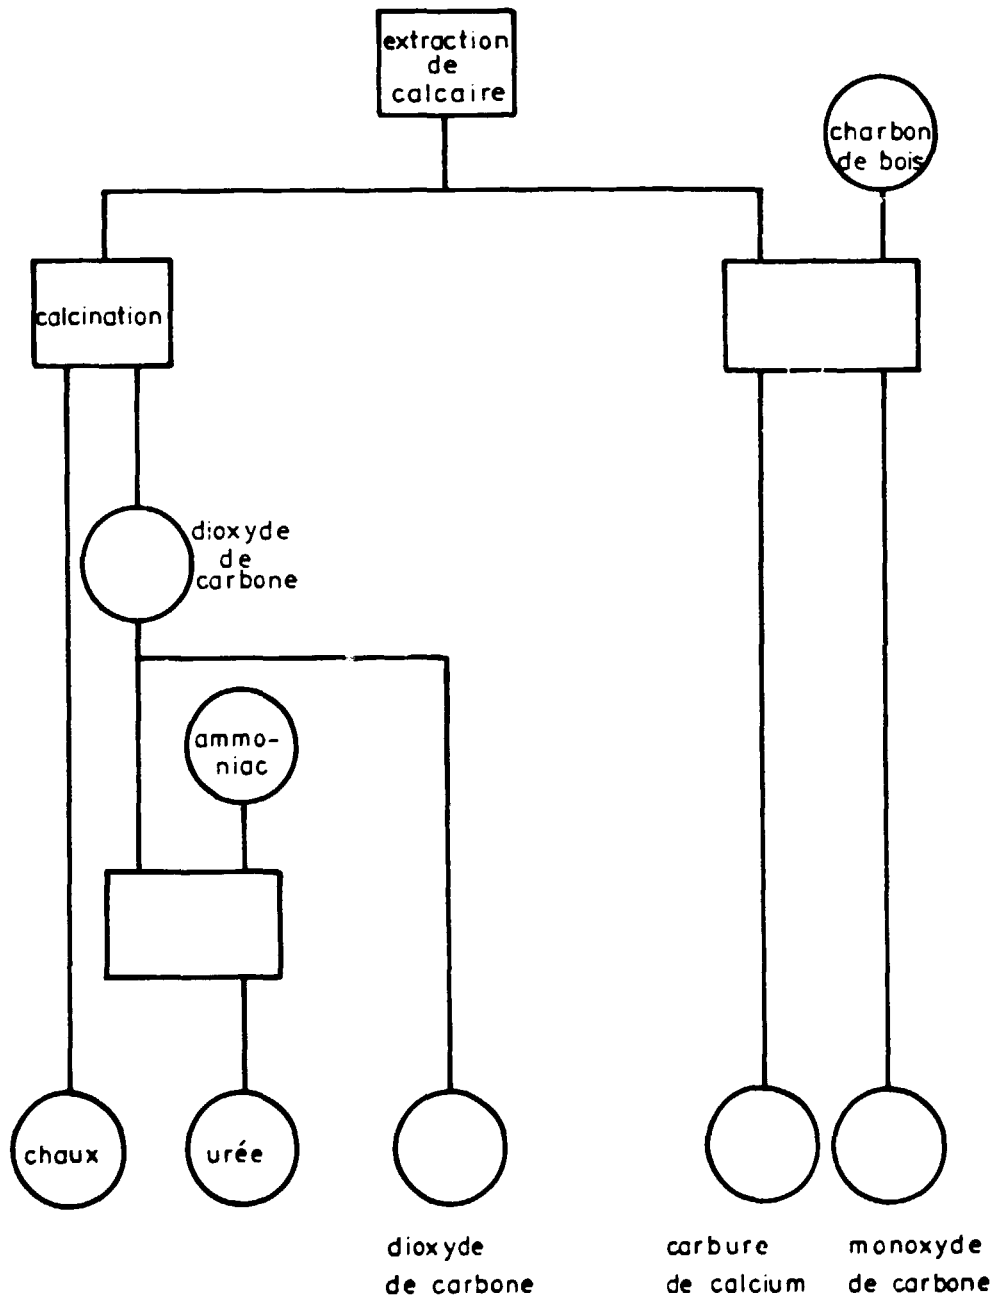 extraction
de
calcaire
charbon
de bois
calcination
dioxyde
de
carbone
ammo-
niac
chaux
urée
dioxyde
de carbone
carbure
de calcium
monoxyde
de carbone